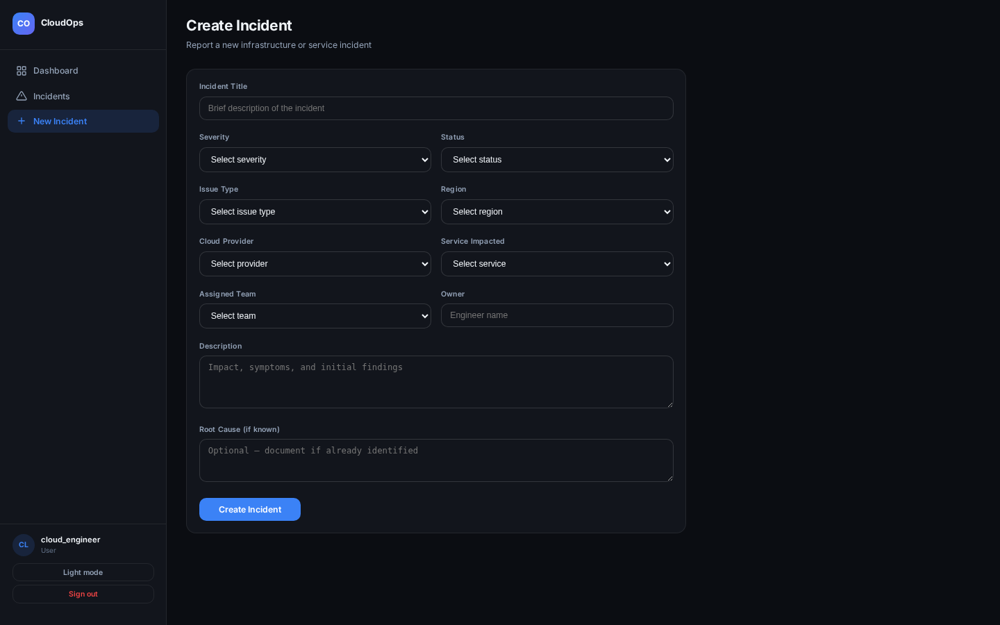 CO
CloudOps
Dashboard
Incidents
New Incident
cloud_engineer
CL
User
Light mode
Sign out
Create Incident
Report a new infrastructure or service incident
Incident Title
Brief description of the incident
Severity
Status
Select severity
Select status
Issue Type
Region
Select issue type
Select region
Cloud Provider
Service Impacted
Select provider
Select service
Assigned Team
Owner
Select team
Engineer name
Description
Impact, symptoms, and initial findings
Root Cause (if known)
Optional — document if already identified
Create Incident